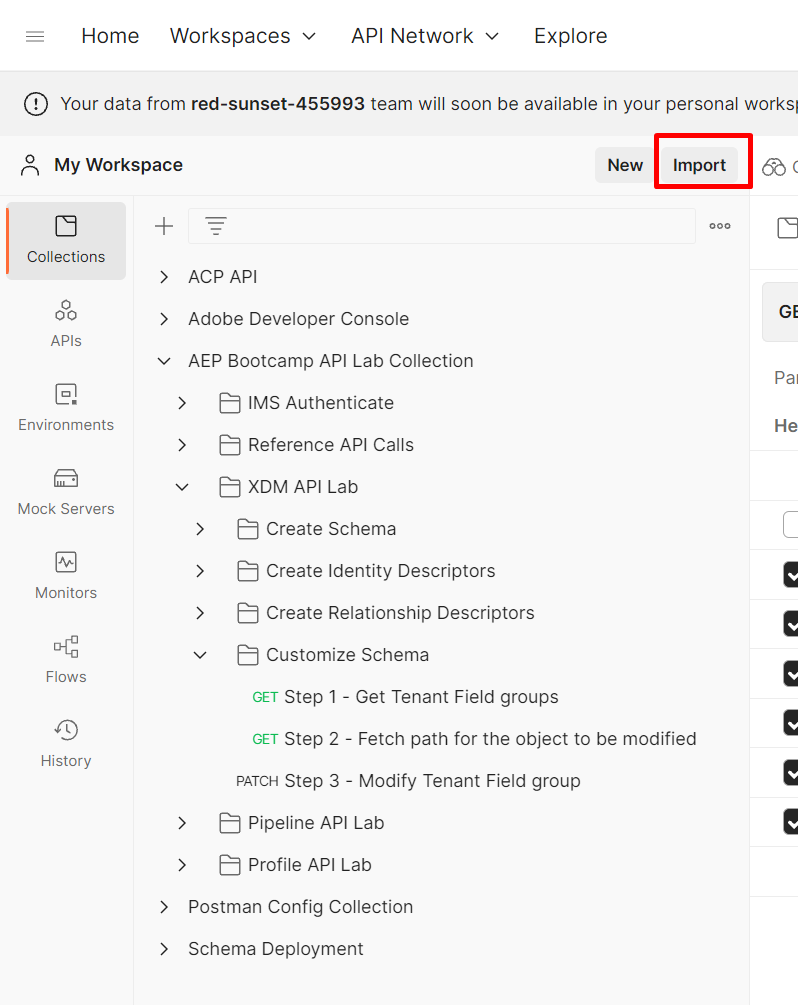 Home Workspaces API Network Explore
Your data from red-sunset-455993 team will soon be available in your personal
My Workspace New Import
Collections
APIs
Environments
Mock Servers
Monitors
Flows
History
ACP API
Adobe Developer Console
AEP Bootcamp API Lab Collection
IMS Authenticate
Reference API Calls
XDM API Lab
Create Schema
Create Identity Descriptors
Create Relationship Descriptors
Customize Schema
GET Step 1 - Get Tenant Field groups
GET Step 2 - Fetch path for the object to be modified
PATCH Step 3 - Modify Tenant Field group
Pipeline API Lab
Profile API Lab
Postman Config Collection
Schema Deployment